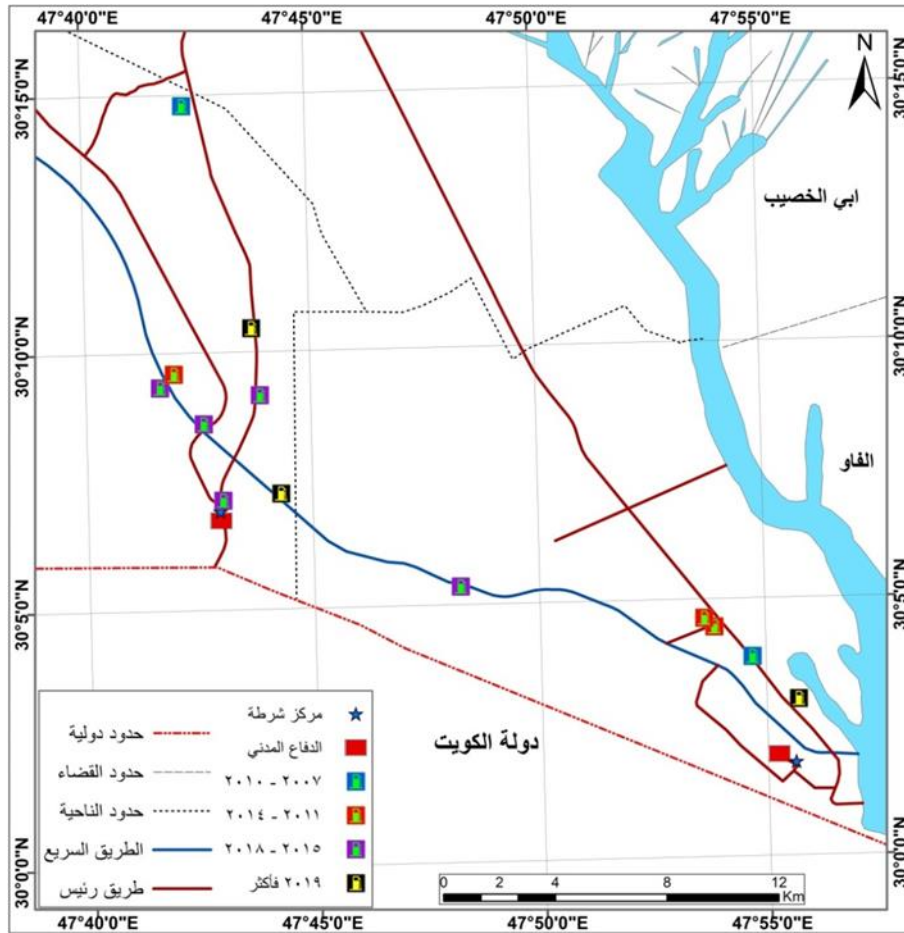 47°40'0"E
47°45'0"E
47°50'0"E
47°55'0"E
N
30°15'0"N
30°15'0"N
ابي الخصيب
30°10'0"N
30°10'0"N
الفاو
30°5'0"N
30°5'0"N
دولة الكويت
مركز شرطة
حدود دولية
الدفاع المدني
حدود القضاء
٢٠٠٧ - ٢٠١٠
حدود الناحية
٢٠١١ - ٢٠١٤
الطريق السريع
٢٠١٥ - ٢٠١٨
طريق رئيس
٢٠١٩ فأكثر
30°0'0"N
30°0'0"N
0 2 4 8 12
Km
47°40'0"E
47°45'0"E
47°50'0"E
47°55'0"E